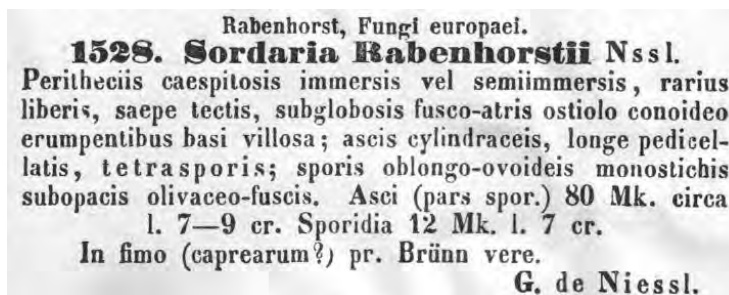 Rabenhorst, Fungi europaei.
1528. Sordaria Rabenhorstii Nssl.
Peritheciis caespitosis immersis vel semiimmersis, rarius
liberis, saepe tectis, subglobosis fusco-atris ostiolo conoideo
erumpentibus basi villosa; ascis cylindraceis, longe pedicel-
latis, tetrasporis; sporis oblongo-ovoideis monostichis
subopacis olivaceo-fuscis. Asci (pars spor.) 80 Mk. circa
l. 7—9 cr. Sporidia 12 Mk. l. 7 cr.
In fimo (caprearum?) pr. Brünn vere.
G. de Niessl.